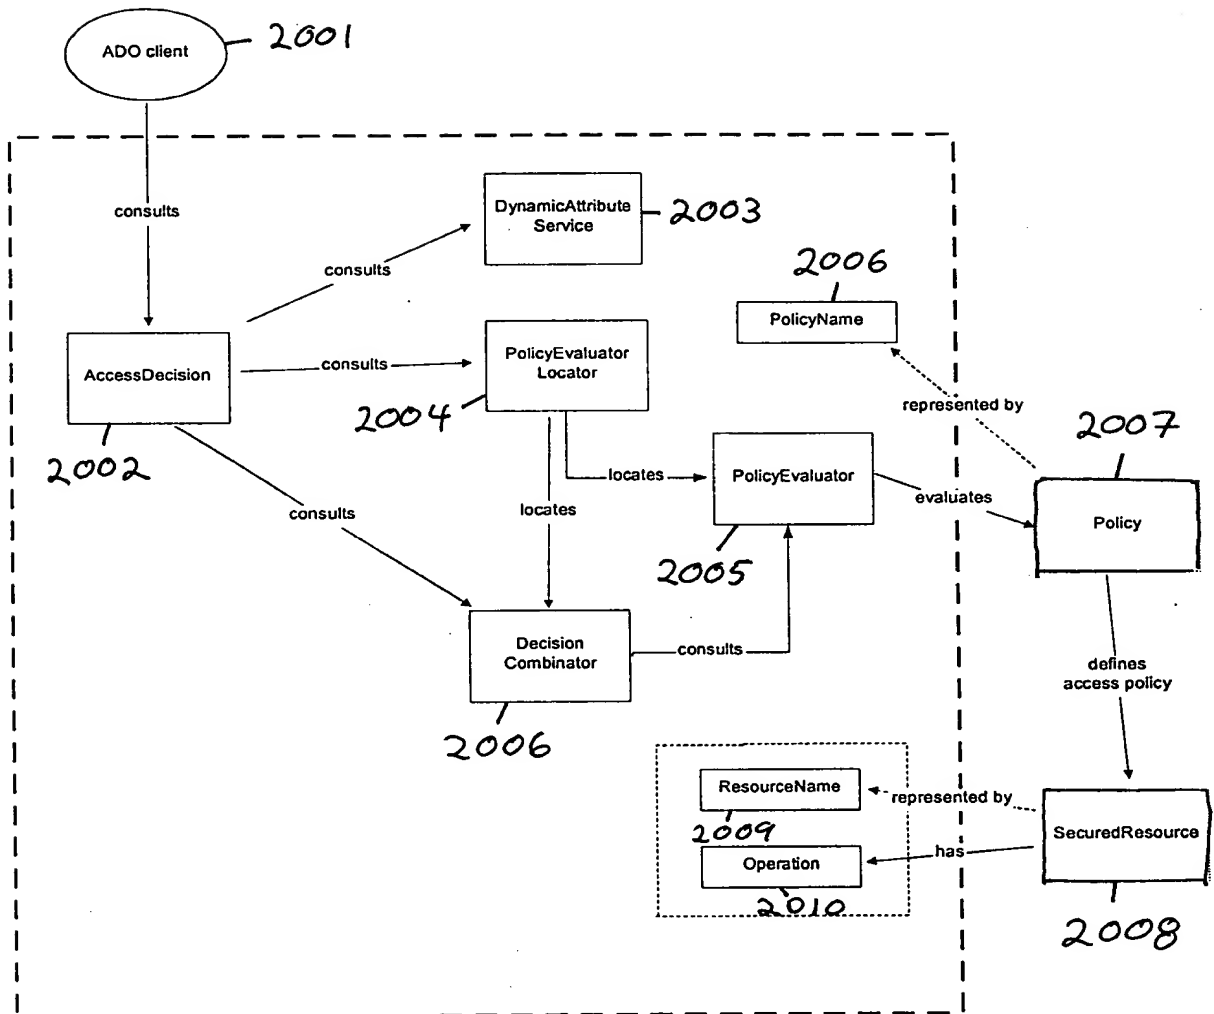 ADO client
2001
consults
DynamicAttribute
Service
2003
consults
2006
PolicyName
AccessDecision
2002
consults
PolicyEvaluator
Locator
2004
represented by
2007
locates
PolicyEvaluator
2005
evaluates
Policy
consults
locates
Decision
Combinator
2006
consults
defines
access policy
ResourceName
2009
represented by
SecuredResource
2008
Operation
2010
has